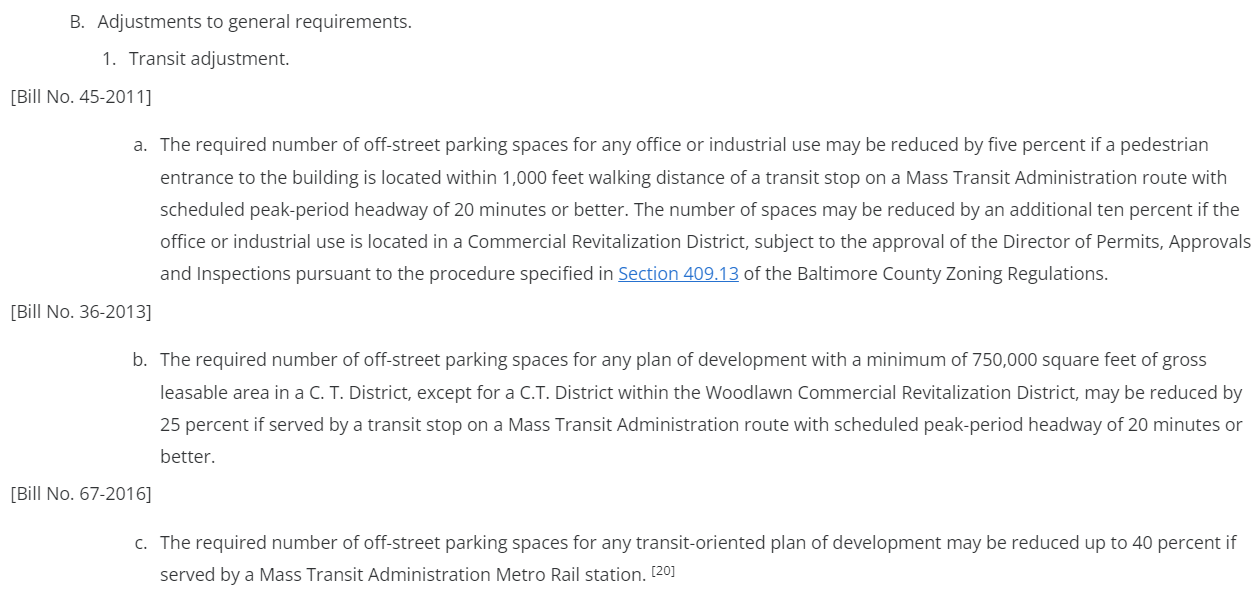 B. Adjustments to general requirements.
1. Transit adjustment.
[Bill No. 45-2011]
a. The required number of off-street parking spaces for any office or industrial use may be reduced by five percent if a pedestrian
entrance to the building is located within 1,000 feet walking distance of a transit stop on a Mass Transit Administration route with
scheduled peak-period headway of 20 minutes or better. The number of spaces may be reduced by an additional ten percent if the
office or industrial use is located in a Commercial Revitalization District, subject to the approval of the Director of Permits, Approvals
and Inspections pursuant to the procedure specified in Section 409.13 of the Baltimore County Zoning Regulations.
[Bill No. 36-2013]
b. The required number of off-street parking spaces for any plan of development with a minimum of 750,000 square feet of gross
leasable area in a C. T. District, except for a C.T. District within the Woodlawn Commercial Revitalization District, may be reduced by
25 percent if served by a transit stop on a Mass Transit Administration route with scheduled peak-period headway of 20 minutes or
better.
[Bill No. 67-2016]
c. The required number of off-street parking spaces for any transit-oriented plan of development may be reduced up to 40 percent if
served by a Mass Transit Administration Metro Rail station. [20]